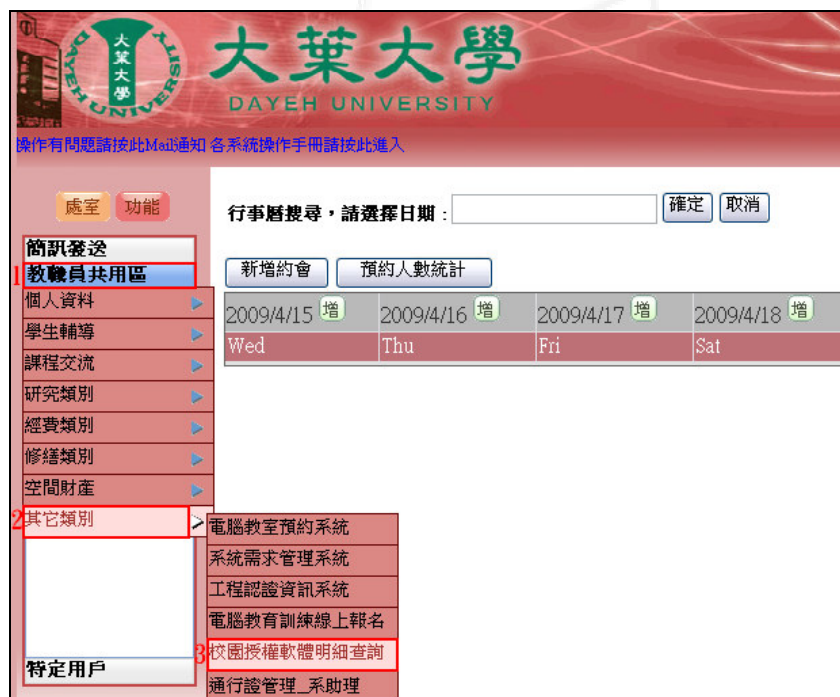 大葉大學
DAYEH UNIVERSITY
大葉大學
DAYEH UNIVERSITY
操作有問題請按此Mail通知 各系統操作手冊請按此進入
處室 功能
行事曆搜尋，請選擇日期 : 確定 取消
簡訊發送
1 教職員共用區
新增約會 預約人數統計
個人資料
學生輔導
課程交流
研究類別
經費類別
修繕類別
空間財產
2 其它類別 >
2009/4/15 增 2009/4/16 增 2009/4/17 增 2009/4/18 增
Wed Thu Fri Sat
電腦教室預約系統
系統需求管理系統
工程認證資訊系統
電腦教育訓練線上報名
3 校園授權軟體明細查詢
通行證管理_系助理
特定用戶